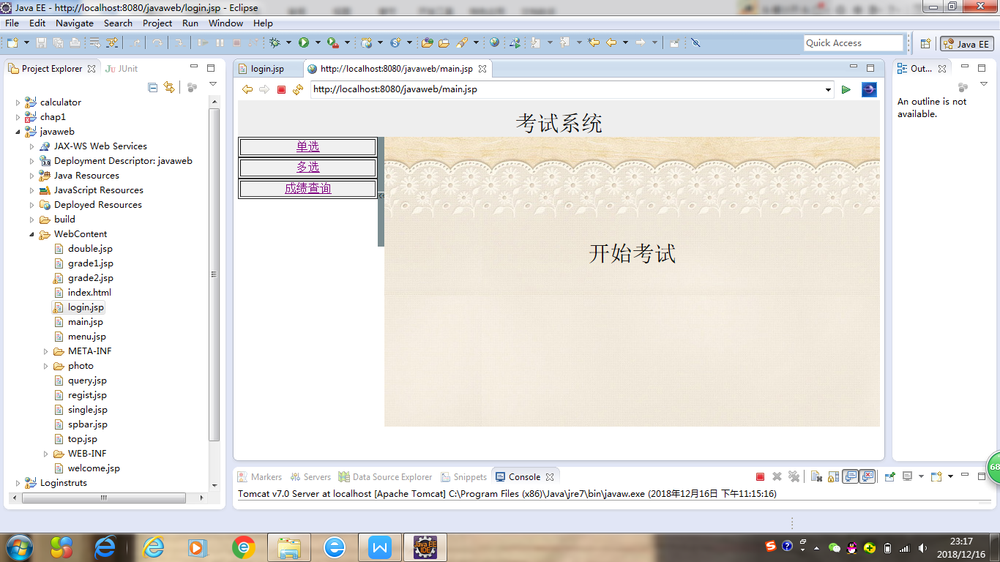 Java EE - http://localhost:8080/javaweb/login.jsp - Eclipse
File Edit Navigate Search Project Run Window Help
Quick Access
Java EE
Project Explorer
JUnit
login.jsp
http://localhost:8080/javaweb/main.jsp
Out...
http://localhost:8080/javaweb/main.jsp
An outline is not available.
calculator
chap1
javaweb
JAX-WS Web Services
Deployment Descriptor: javaweb
Java Resources
JavaScript Resources
Deployed Resources
build
WebContent
double.jsp
grade1.jsp
grade2.jsp
index.html
login.jsp
main.jsp
menu.jsp
META-INF
photo
query.jsp
regist.jsp
single.jsp
spbar.jsp
top.jsp
WEB-INF
welcome.jsp
Loginstruts
考试系统
单选
多选
成绩查询
开始考试
68
Markers Servers Data Source Explorer Snippets Console
Tomcat v7.0 Server at localhost [Apache Tomcat] C:\Program Files (x86)\Java\jre7\bin\javaw.exe (2018年12月16日 下午11:15:16)
Java EE
IDE
23:17
2018/12/16